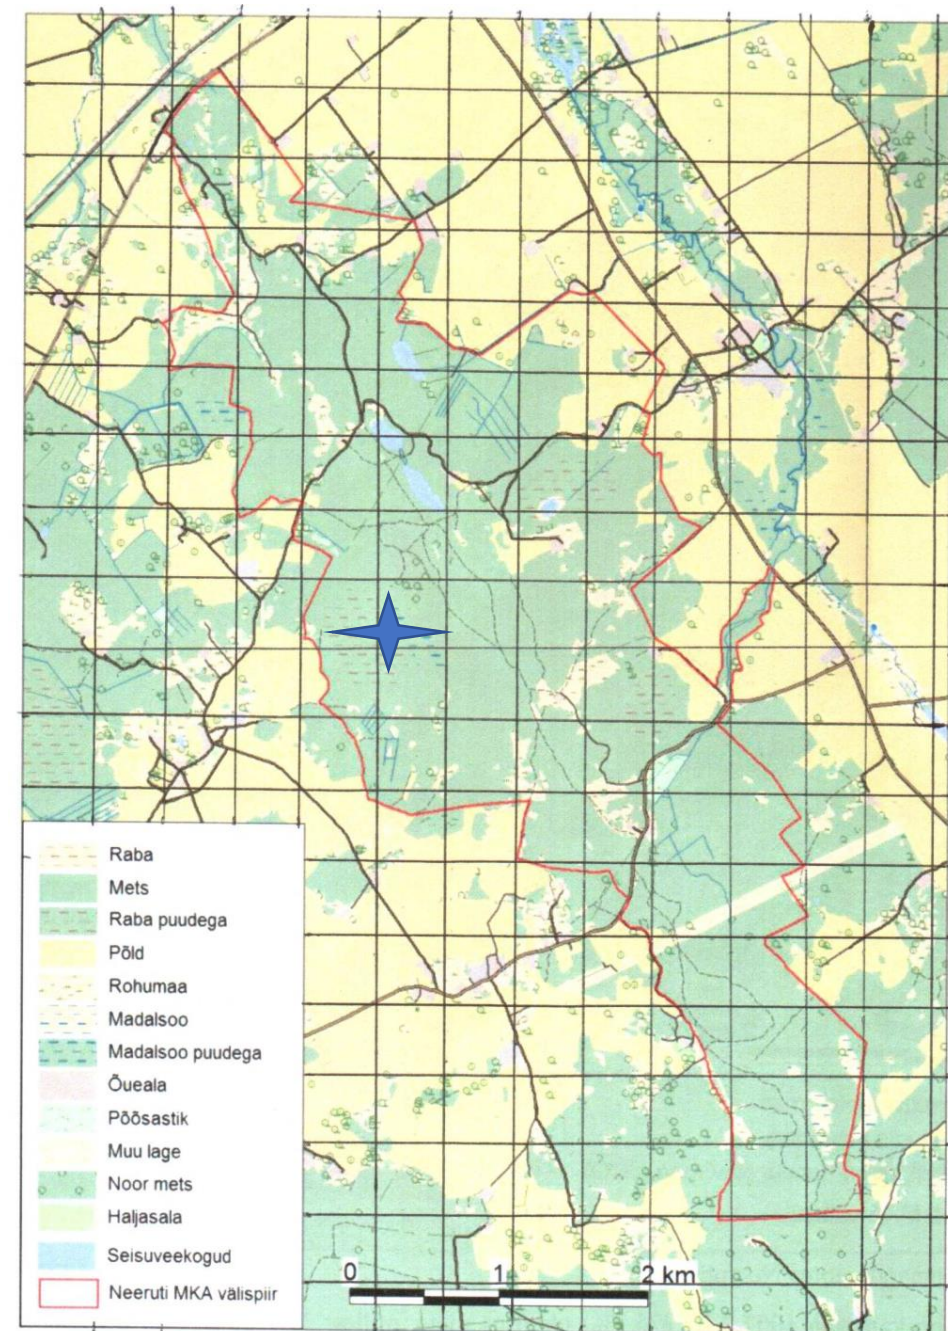 Raba
Mets
Raba puudega
Põld
Rohumaa
Madalsoo
Madalsoo puudega
Õueala
Põõsastik
Muu lage
Noor mets
Haljasala
Seisuveekogud
Neeruti MKA välispiir
0 1 2 km